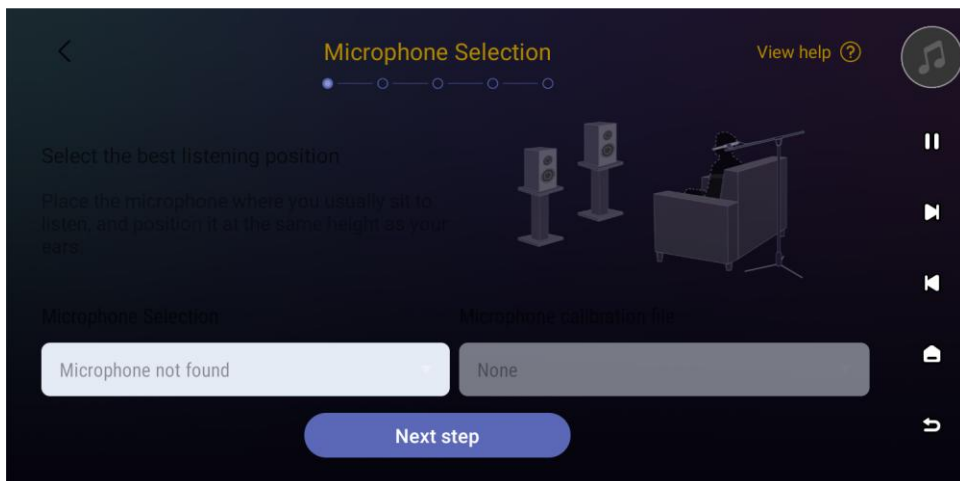 Microphone Selection
View help ?
Select the best listening position
Place the microphone where you usually sit to
listen, and position it at the same height as your
ears.
Microphone Selection
Microphone calibration file
Microphone not found
None
Next step